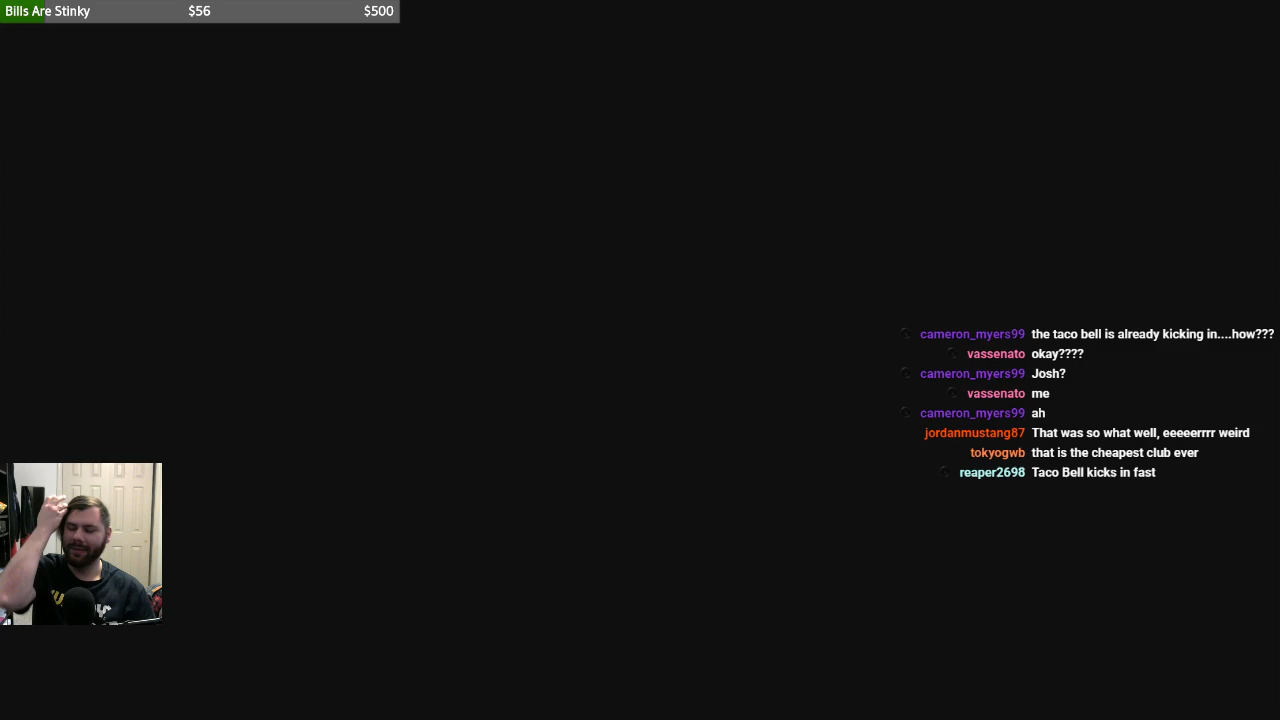 Bills Are Stinky $56 $500
cameron_myers99 the taco bell is already kicking in....how???
vassenato okay????
cameron_myers99 Josh?
vassenato me
cameron_myers99 ah
jordanmustang87 That was so what well, eeeeerrrr weird
tokyogwb that is the cheapest club ever
reaper2698 Taco Bell kicks in fast